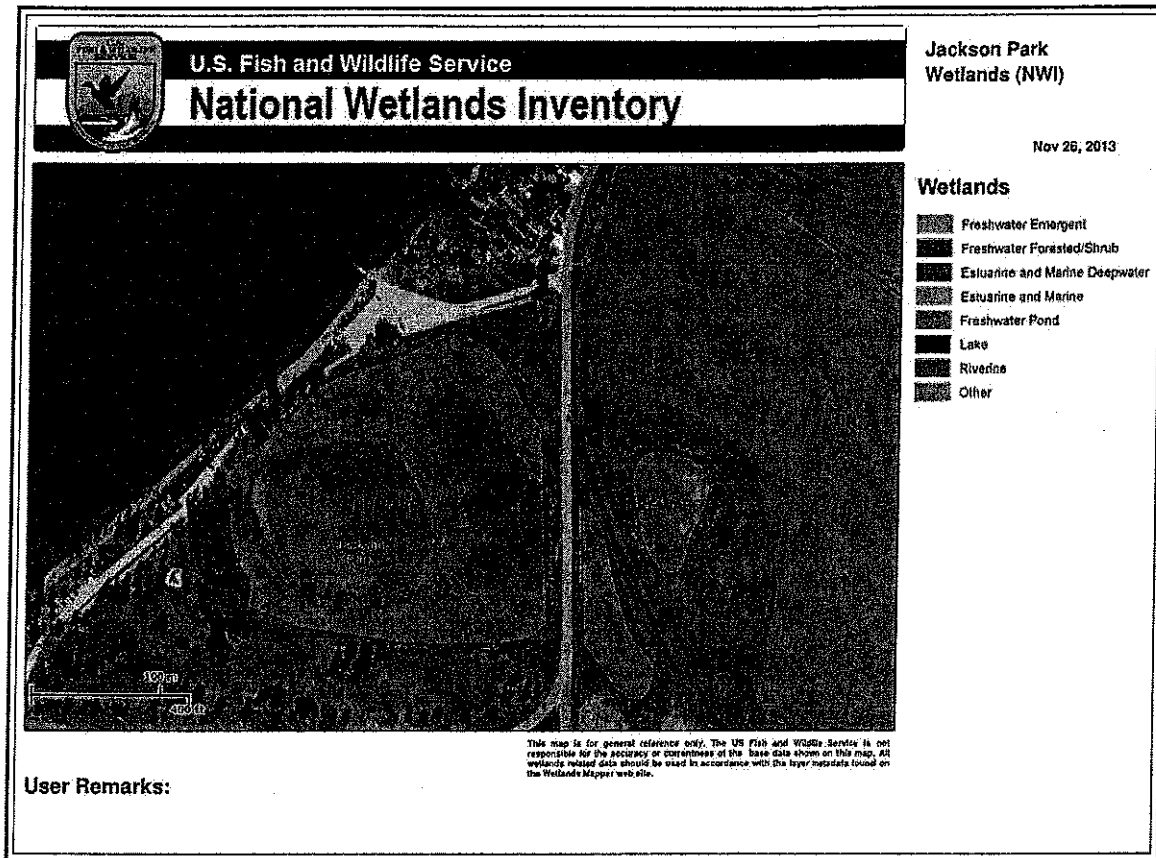 U.S. Fish and Wildlife Service
National Wetlands Inventory
Jackson Park
Wetlands (NWI)
Nov 26, 2013
Wetlands
Freshwater Emergent
Freshwater Forested/Shrub
Estuarine and Marine Deepwater
Estuarine and Marine
Freshwater Pond
Lake
Riverine
Other
100 m
400 ft
This map is for general reference only. The US Fish and Wildlife Service is not
responsible for the accuracy or currentness of the base data shown on this map. All
wetlands related data should be used in accordance with the layer metadata found on
the Wetlands Mapper web site.
User Remarks: